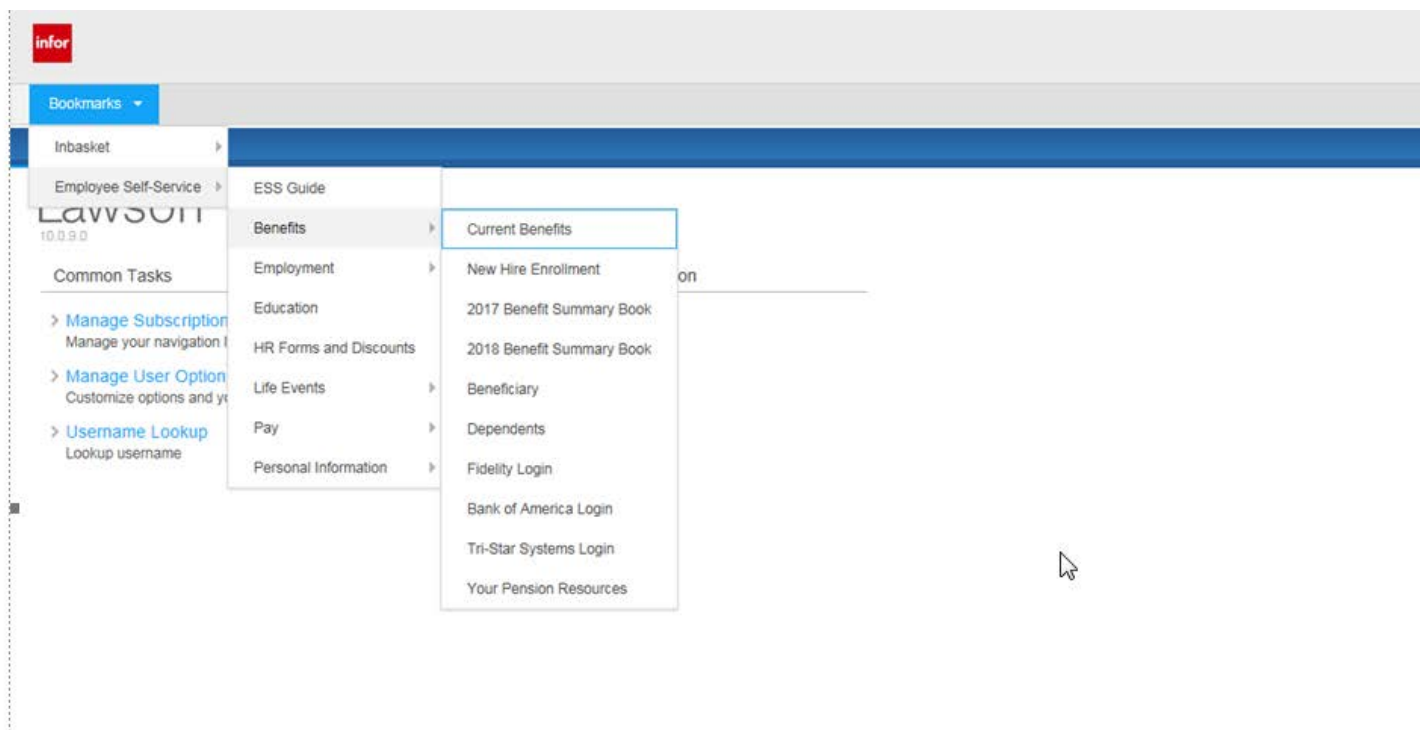 infor
Bookmarks
Inbasket
Employee Self-Service
Lawson
10.0.9.0
Common Tasks
Manage Subscription
Manage your navigation
Manage User Option
Customize options and
Username Lookup
Lookup username
ESS Guide
Benefits
Employment
Education
HR Forms and Discounts
Life Events
Pay
Personal Information
Current Benefits
New Hire Enrollment
2017 Benefit Summary Book
2018 Benefit Summary Book
Beneficiary
Dependents
Fidelity Login
Bank of America Login
Tri-Star Systems Login
Your Pension Resources
on